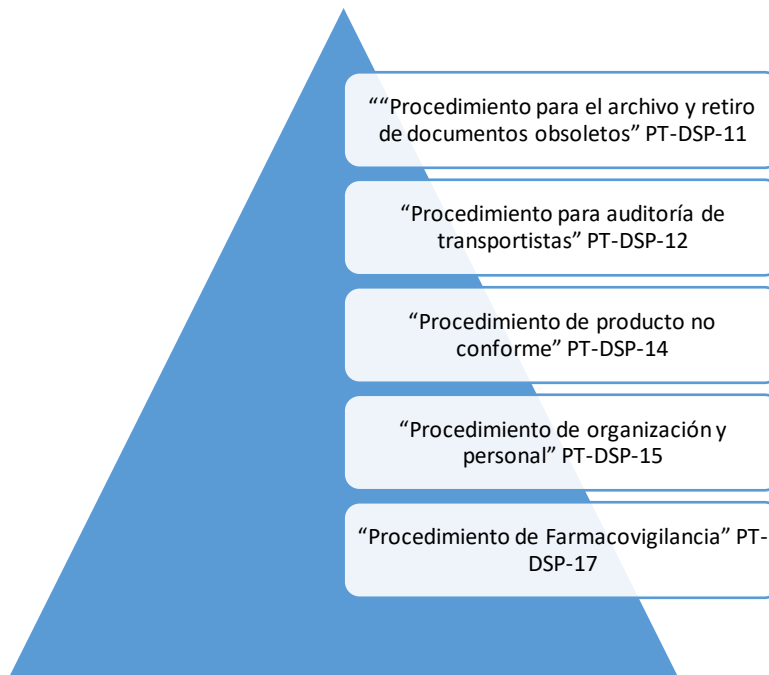 ““Procedimiento para el archivo y retiro
de documentos obsoletos” PT-DSP-11
“Procedimiento para auditoría de
transportistas” PT-DSP-12
“Procedimiento de producto no
conforme” PT-DSP-14
“Procedimiento de organización y
personal” PT-DSP-15
“Procedimiento de Farmacovigilancia” PT-
DSP-17